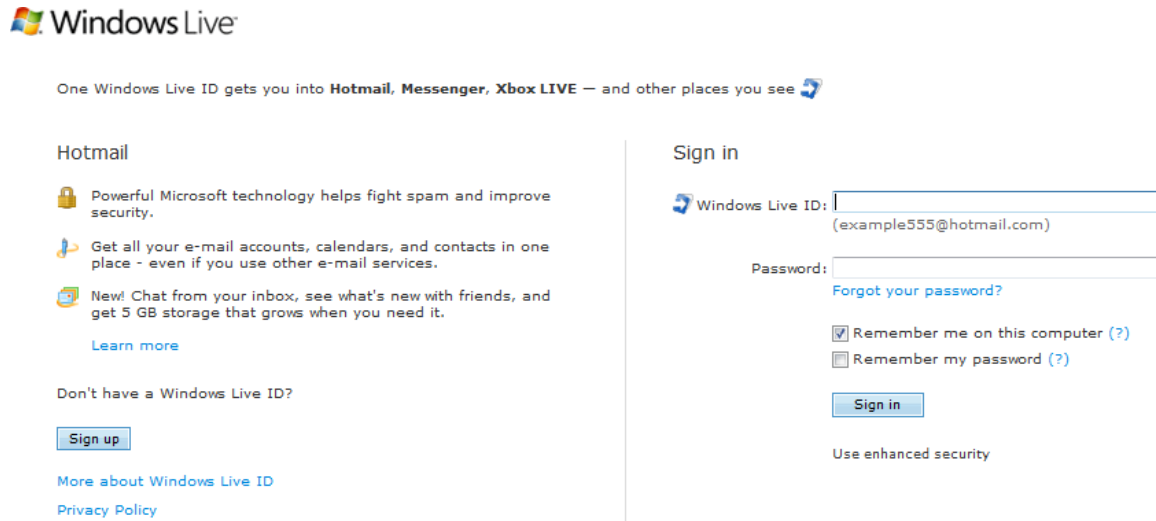 Windows Live
One Windows Live ID gets you into Hotmail, Messenger, Xbox LIVE — and other places you see
Hotmail
Powerful Microsoft technology helps fight spam and improve
security.
Get all your e-mail accounts, calendars, and contacts in one
place - even if you use other e-mail services.
New! Chat from your inbox, see what's new with friends, and
get 5 GB storage that grows when you need it.
Learn more
Don't have a Windows Live ID?
Sign up
More about Windows Live ID
Privacy Policy
Sign in
Windows Live ID:
(example555@hotmail.com)
Password:
Forgot your password?
Remember me on this computer (?)
Remember my password (?)
Sign in
Use enhanced security